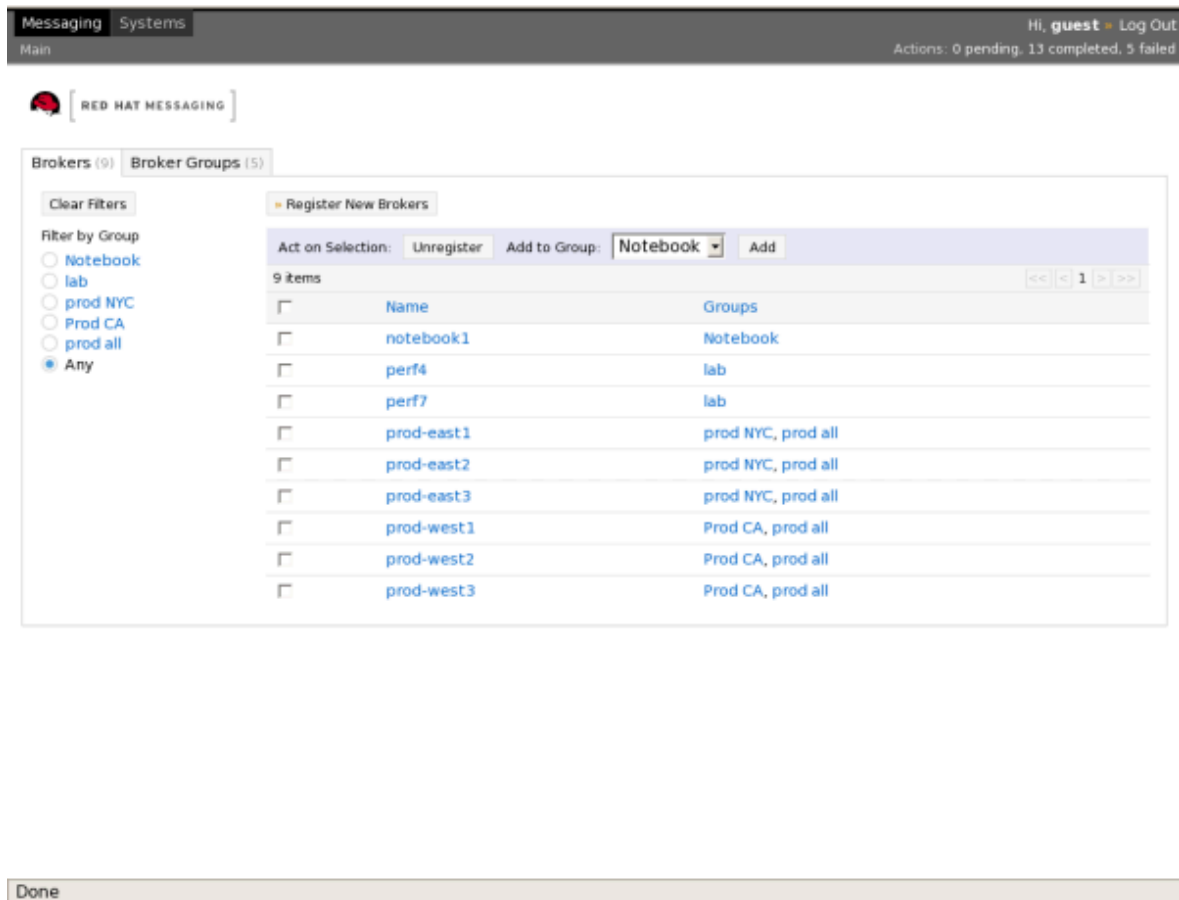 Messaging Systems Hi, guest » Log Out
Main Actions: 0 pending, 13 completed, 5 failed
RED HAT MESSAGING
Brokers (9) Broker Groups (5)
Clear Filters » Register New Brokers
Filter by Group
Notebook
lab
prod NYC
Prod CA
prod all
Any
Act on Selection: Unregister Add to Group: Notebook Add
9 items << < 1 > >>
Name Groups
notebook1 Notebook
perf4 lab
perf7 lab
prod-east1 prod NYC, prod all
prod-east2 prod NYC, prod all
prod-east3 prod NYC, prod all
prod-west1 Prod CA, prod all
prod-west2 Prod CA, prod all
prod-west3 Prod CA, prod all
Done